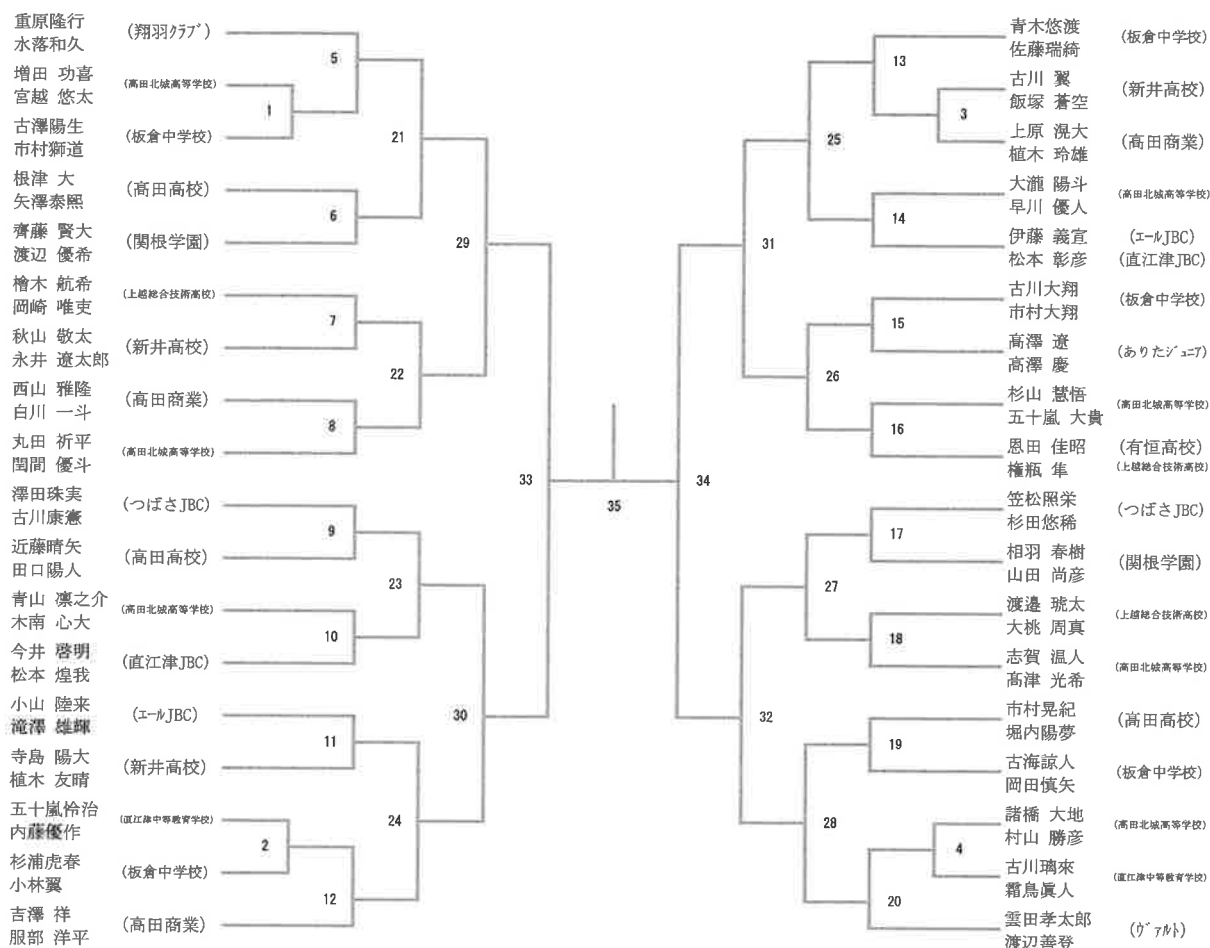 重原隆行
水落和久
(翔羽クラブ)
増田 功喜
宮越 悠太
(高田北城高等学校)
古澤陽生
市村獅道
(板倉中学校)
根津 大
矢澤泰熙
(高田高校)
齊藤 賢大
渡辺 優希
(関根学園)
檜木 航希
岡崎 唯吏
(上越総合技術高校)
秋山 敬太
永井 遼太郎
(新井高校)
西山 雅隆
白川 一斗
(高田商業)
丸田 祈平
閏間 優斗
(高田北城高等学校)
澤田珠実
古川康憲
(つばさJBC)
近藤晴矢
田口陽人
(高田高校)
青山 凛之介
木南 心大
(高田北城高等学校)
今井 啓明
松本 煌我
(直江津JBC)
小山 陸来
滝澤 雄輝
(エールJBC)
寺島 陽大
植木 友晴
(新井高校)
五十嵐怜治
内藤優作
(直江津中等教育学校)
杉浦虎春
小林翼
(板倉中学校)
吉澤 祥
服部 洋平
(高田商業)
5
1
21
6
29
7
22
8
33
9
23
10
30
11
24
2
12
35
34
13
3
25
14
31
15
26
16
17
27
18
32
19
28
4
20
青木悠渡
佐藤瑞綺
(板倉中学校)
古川 翼
飯塚 蒼空
(新井高校)
上原 滉大
植木 玲雄
(高田商業)
大瀧 陽斗
早川 優人
(高田北城高等学校)
伊藤 義宣 (エールJBC)
松本 彰彦 (直江津JBC)
古川大翔
市村大翔
(板倉中学校)
高澤 遼
高澤 慶
(ありたジュニア)
杉山 慧悟
五十嵐 大貴
(高田北城高等学校)
恩田 佳昭 (有恒高校)
権瓶 隼 (上越総合技術高校)
笠松照栄
杉田悠稀
(つばさJBC)
相羽 春樹
山田 尚彦
(関根学園)
渡邉 琥太
大桃 周真
(上越総合技術高校)
志賀 温人
髙津 光希
(高田北城高等学校)
市村晃紀
堀内陽夢
(高田高校)
古海諒人
岡田慎矢
(板倉中学校)
諸橋 大地
村山 勝彦
(高田北城高等学校)
古川璃來
霜鳥眞人
(直江津中等教育学校)
雲田孝太郎
渡辺善登
(ヴァルト)